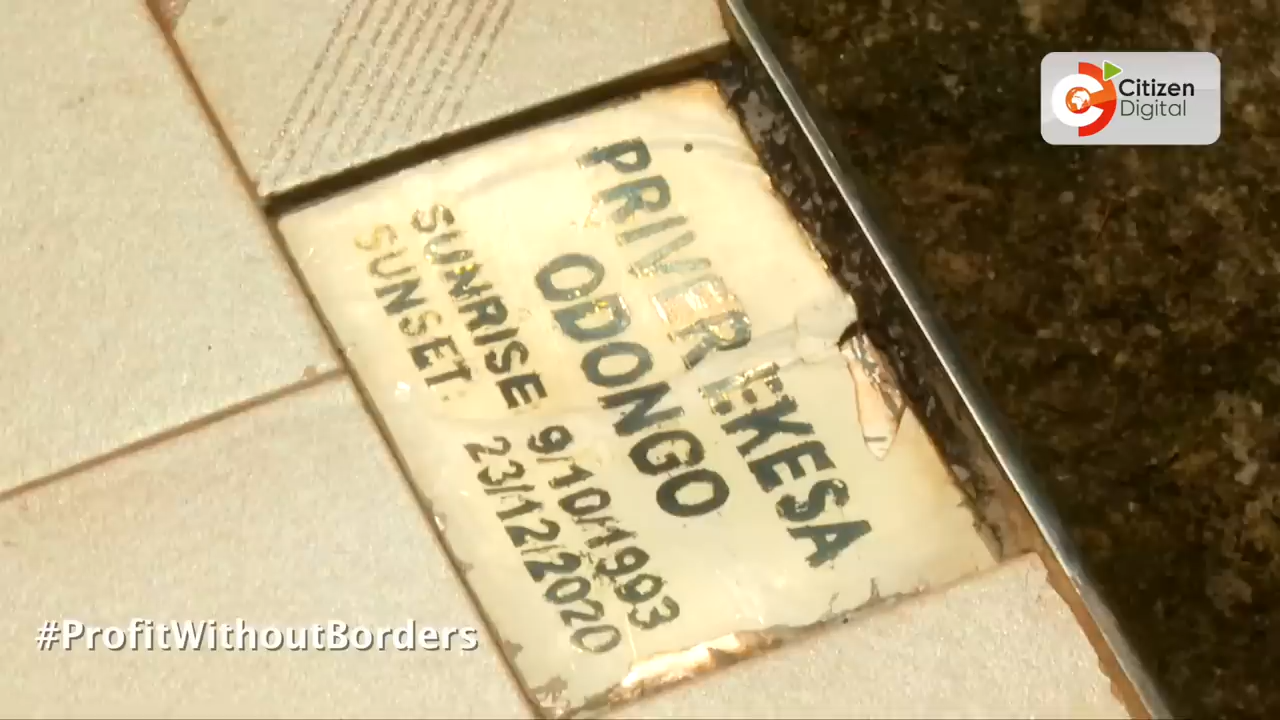 Citizen
Digital
PRIVER EKESA
ODONGO
SUNRISE: 9/10/1993
SUNSET: 23/12/2020
#ProfitWithoutBorders